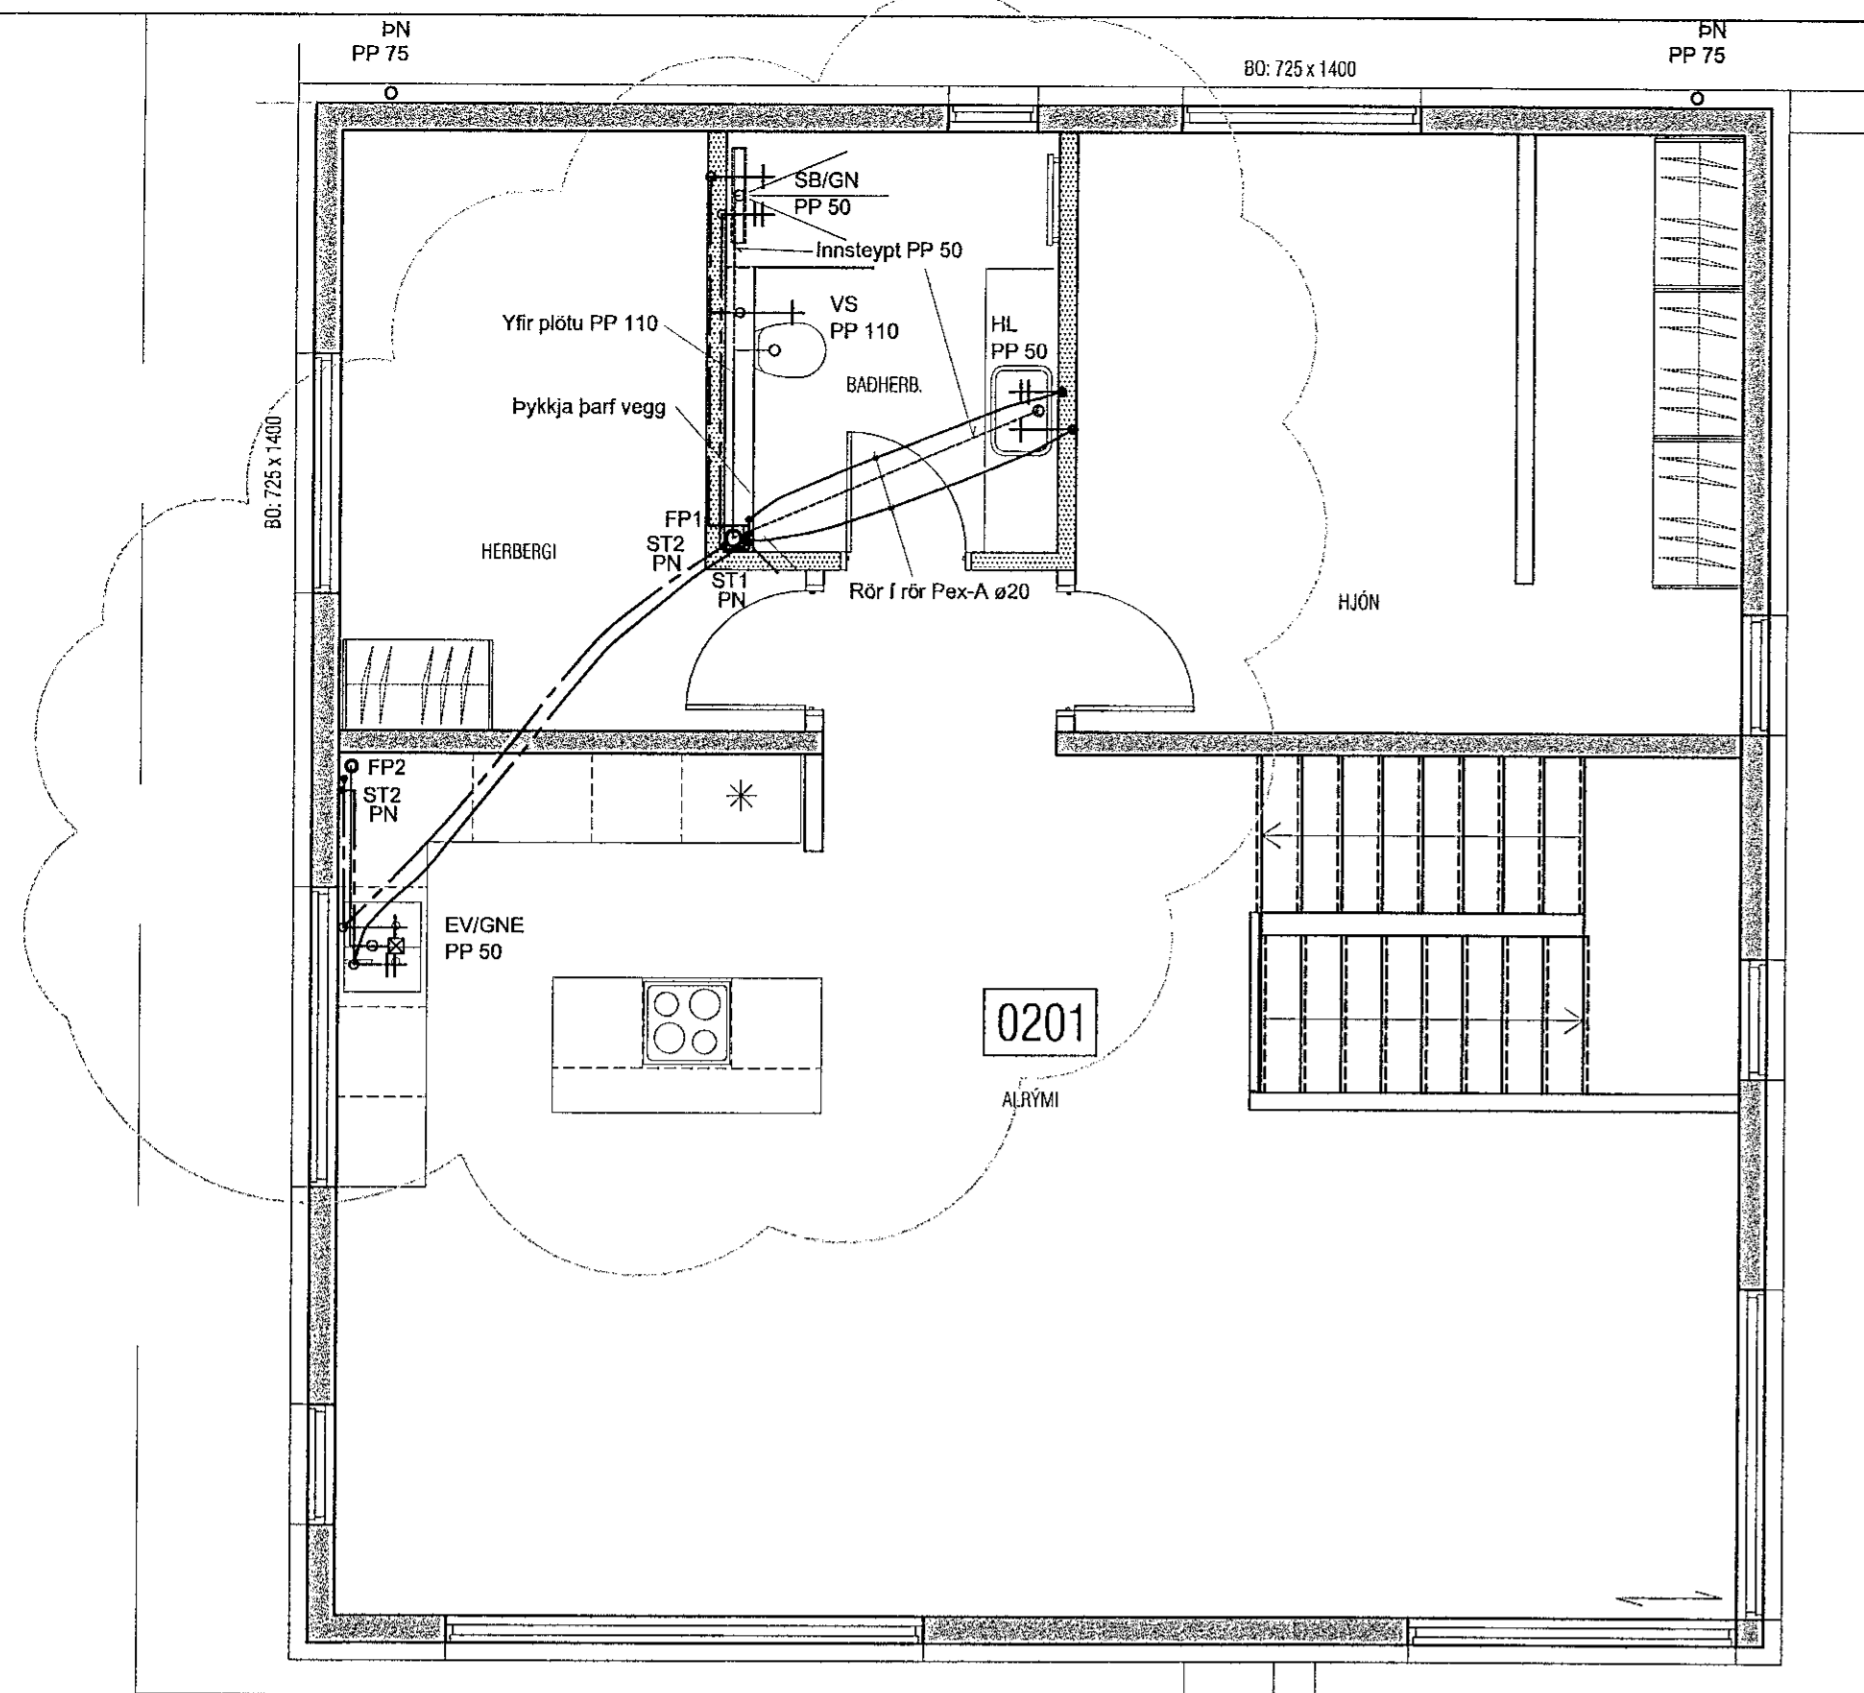 ÞN
PP 75
ÞN
PP 75
BO: 725 x 1400
SB/GN
PP 50
Innsteypt PP 50
VS
PP 110
Yfir plötu PP 110
HL
PP 50
BAÐHERB.
Þykkja þarf vegg
BO: 725 x 1400
FP1
ST2
PN
HERBERGI
ST1
PN
Rör í rör Pex-A ø20
HJÓN
FP2
ST2
PN
EV/GNE
PP 50
0201
ALRÝMI